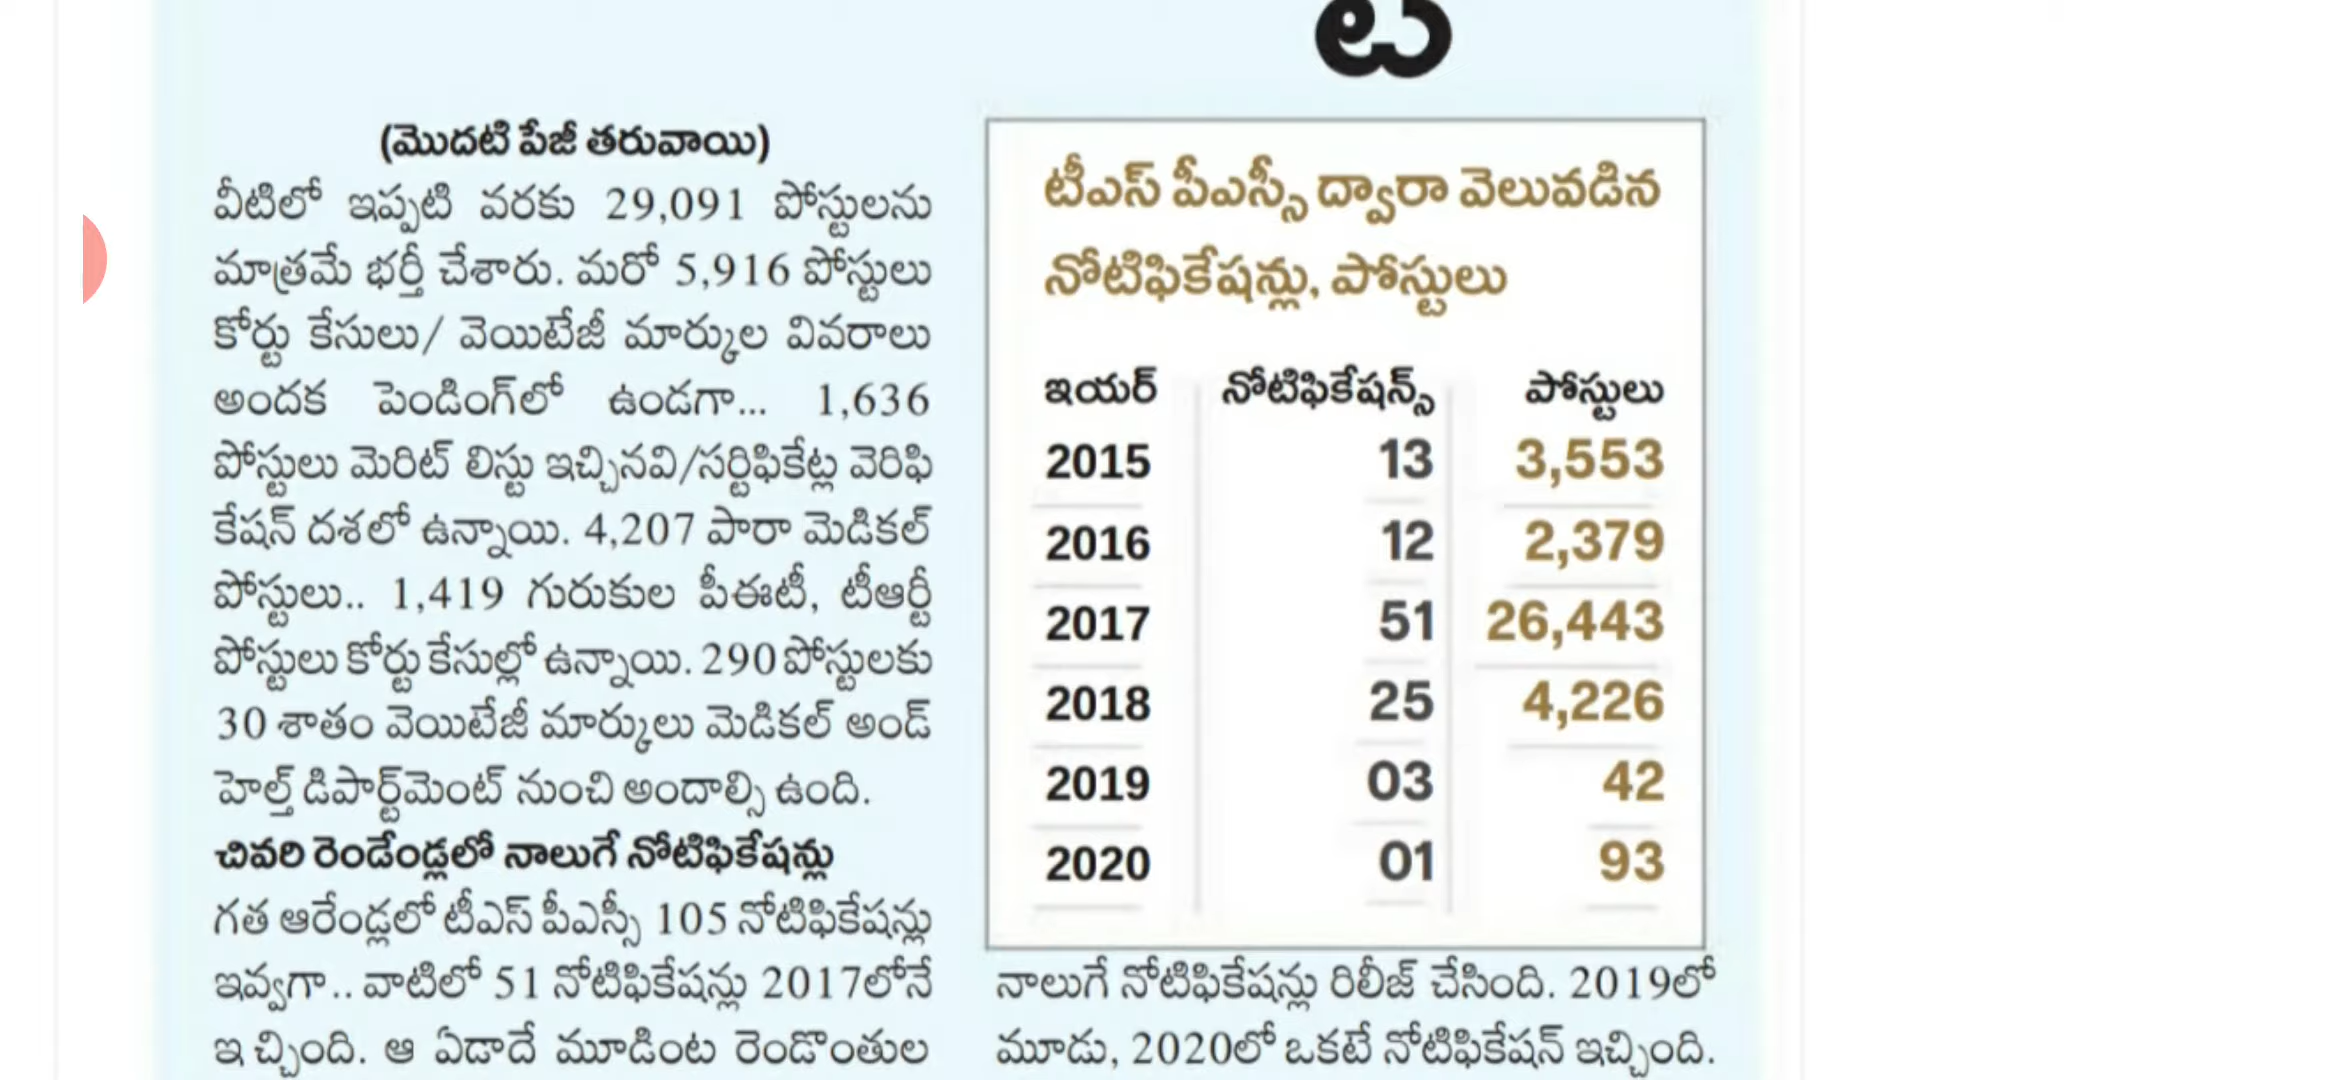 (మొదటి పేజీ తరువాయి)
వీటిలో ఇప్పటి వరకు 29,091 పోస్టులను
మాత్రమే భర్తీ చేశారు. మరో 5,916 పోస్టులు
కోర్టు కేసులు/ వెయిటేజీ మార్కుల వివరాలు
అందక పెండింగ్‌లో ఉండగా... 1,636
పోస్టులు మెరిట్ లిస్టు ఇచ్చినవి/సర్టిఫికేట్ల వెరిఫి
కేషన్ దశలో ఉన్నాయి. 4,207 పారా మెడికల్
పోస్టులు.. 1,419 గురుకుల పీఈటీ, టీఆర్టీ
పోస్టులు కోర్టు కేసుల్లో ఉన్నాయి. 290 పోస్టులకు
30 శాతం వెయిటేజీ మార్కులు మెడికల్ అండ్
హెల్త్ డిపార్ట్‌మెంట్ నుంచి అందాల్సి ఉంది.
చివరి రెండేండ్లలో నాలుగే నోటిఫికేషన్లు
గత ఆరేండ్లలో టీఎస్ పీఎస్సీ 105 నోటిఫికేషన్లు
ఇవ్వగా.. వాటిలో 51 నోటిఫికేషన్లు 2017లోనే
ఇచ్చింది. ఆ ఏడాదే మూడింట రెండొంతుల
టీఎస్ పీఎస్సీ ద్వారా వెలువడిన
నోటిఫికేషన్లు, పోస్టులు
ఇయర్ నోటిఫికేషన్స్ పోస్టులు
2015 13 3,553
2016 12 2,379
2017 51 26,443
2018 25 4,226
2019 03 42
2020 01 93
నాలుగే నోటిఫికేషన్లు రిలీజ్ చేసింది. 2019లో
మూడు, 2020లో ఒకటే నోటిఫికేషన్ ఇచ్చింది.